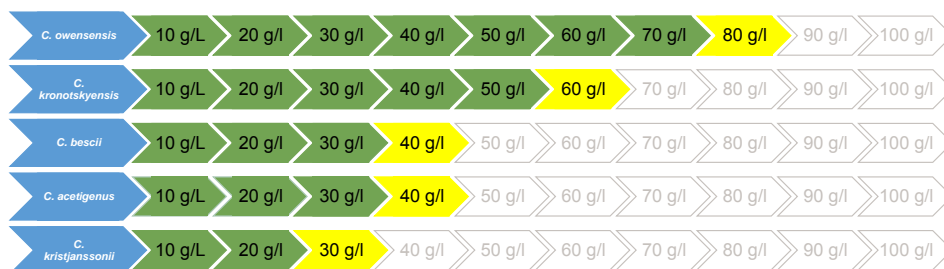 C. owensensis 10 g/L 20 g/l 30 g/l 40 g/l 50 g/l 60 g/l 70 g/l 80 g/l 90 g/l 100 g/l
C.
kronotskyensis 10 g/L 20 g/l 30 g/l 40 g/l 50 g/l 60 g/l 70 g/l 80 g/l 90 g/l 100 g/l
C. bescii 10 g/L 20 g/l 30 g/l 40 g/l 50 g/l 60 g/l 70 g/l 80 g/l 90 g/l 100 g/l
C. acetigenus 10 g/L 20 g/l 30 g/l 40 g/l 50 g/l 60 g/l 70 g/l 80 g/l 90 g/l 100 g/l
C.
kristjanssonii 10 g/L 20 g/l 30 g/l 40 g/l 50 g/l 60 g/l 70 g/l 80 g/l 90 g/l 100 g/l